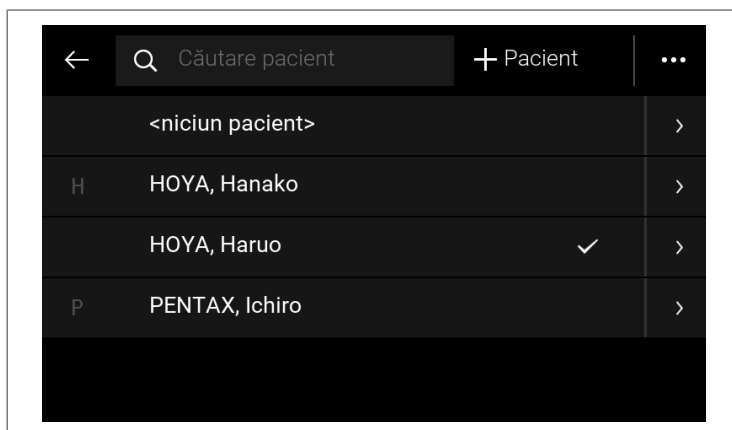 Căutare pacient + Pacient ...
<niciun pacient>
H HOYA, Hanako
HOYA, Haruo
P PENTAX, Ichiro